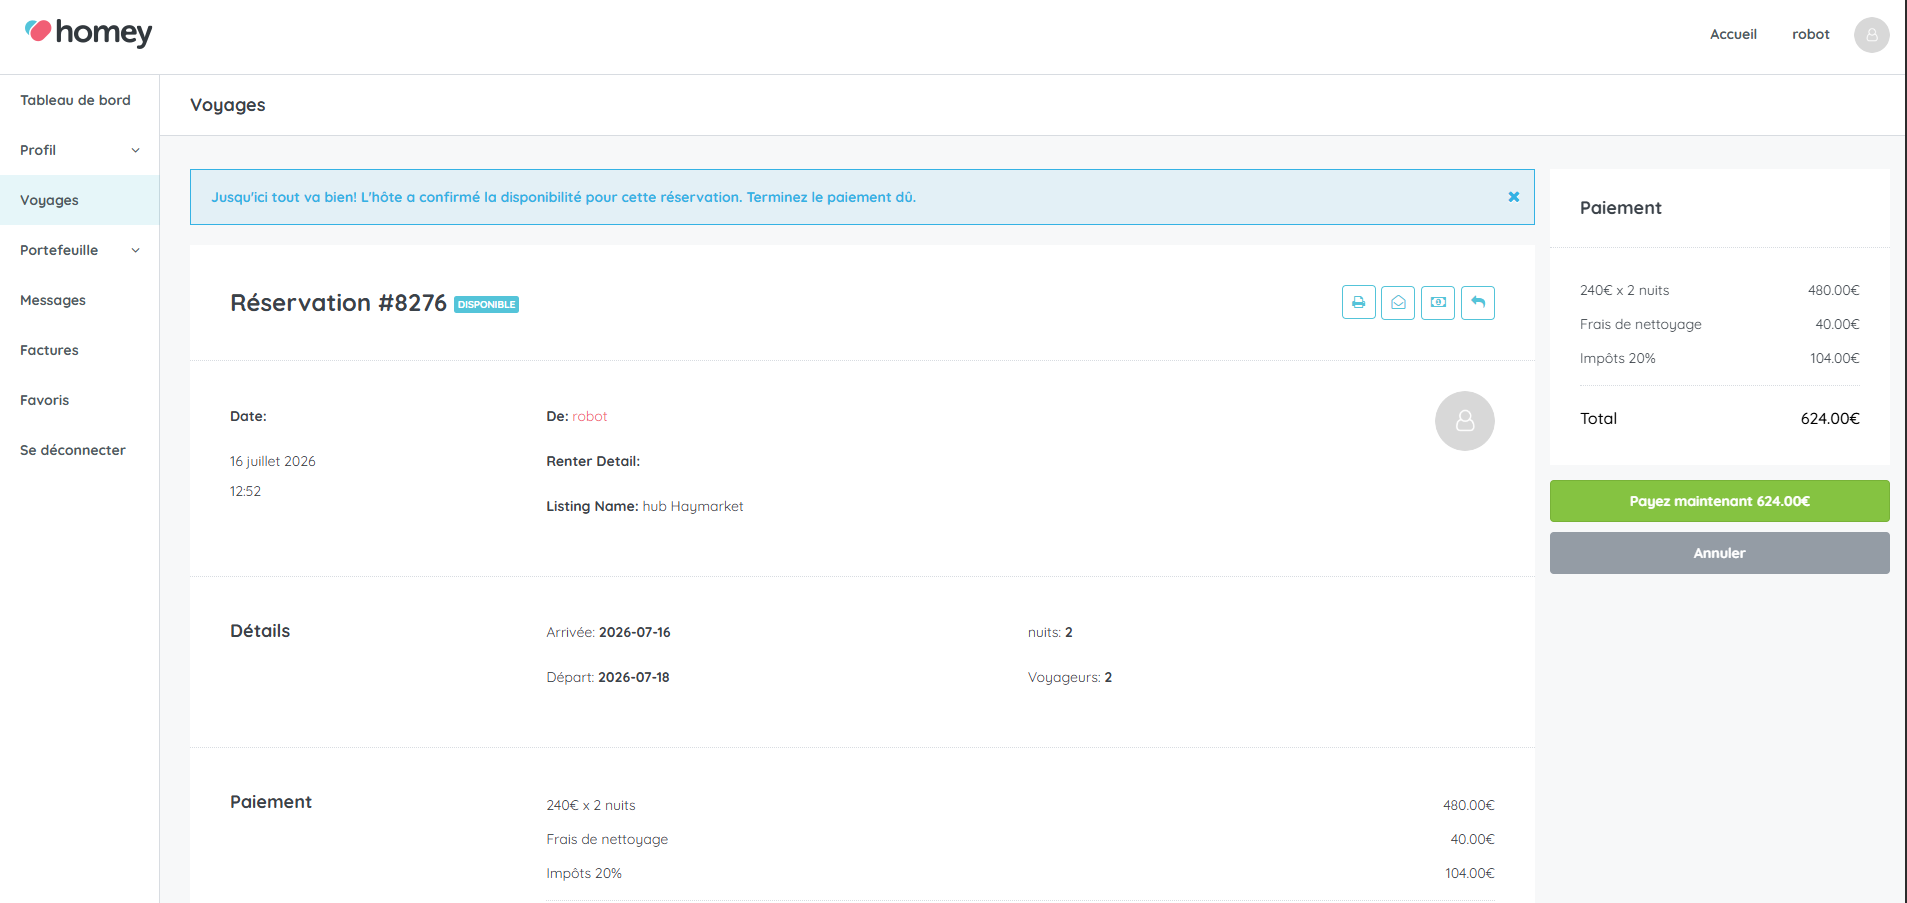 homey
Accueil
robot
Tableau de bord
Profil
Voyages
Portefeuille
Messages
Factures
Favoris
Se déconnecter
Voyages
Jusqu'ici tout va bien! L'hôte a confirmé la disponibilité pour cette réservation. Terminez le paiement dû.
Réservation #8276 DISPONIBLE
Date:
16 juillet 2026
12:52
De: robot
Renter Detail:
Listing Name: hub Haymarket
Détails
Arrivée: 2026-07-16
nuits: 2
Départ: 2026-07-18
Voyageurs: 2
Paiement
240€ x 2 nuits 480.00€
Frais de nettoyage 40.00€
Impôts 20% 104.00€
Paiement
240€ x 2 nuits 480.00€
Frais de nettoyage 40.00€
Impôts 20% 104.00€
Total 624.00€
Payez maintenant 624.00€
Annuler